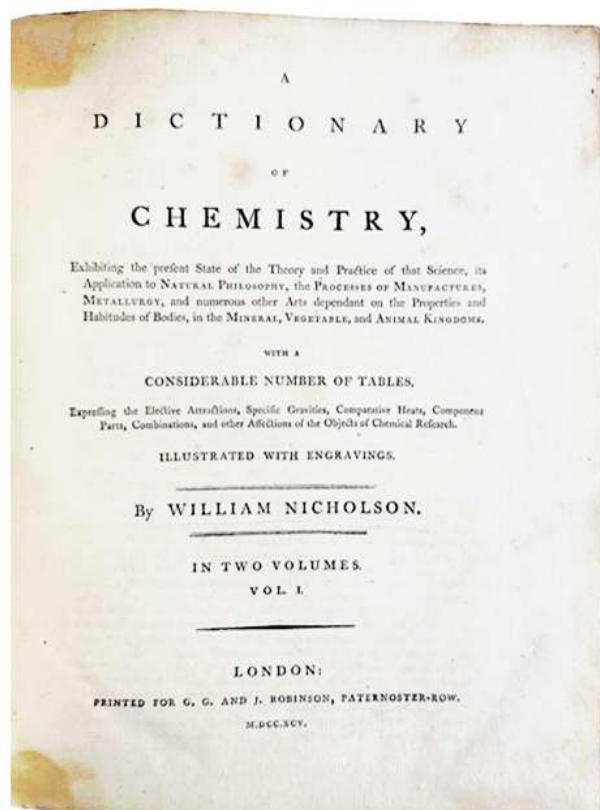 A
DICTIONARY
OF
CHEMISTRY,
Exhibiting the preſent State of the Theory and Practice of that Science, its
Application to NATURAL PHILOSOPHY, the PROCESSES OF MANUFACTURES,
METALLURGY, and numerous other Arts dependant on the Properties and
Habitudes of Bodies, in the MINERAL, VEGETABLE, and ANIMAL KINGDOMS.
WITH A
CONSIDERABLE NUMBER OF TABLES,
Expreſſing the Elective Attractions, Specific Gravities, Comparative Heats, Component
Parts, Combinations, and other Affections of the Objects of Chemical Reſearch.
ILLUSTRATED WITH ENGRAVINGS.
By WILLIAM NICHOLSON.
IN TWO VOLUMES.
VOL. I.
LONDON:
PRINTED FOR G. G. AND J. ROBINSON, PATERNOSTER-ROW.
M.DCC.XCV.